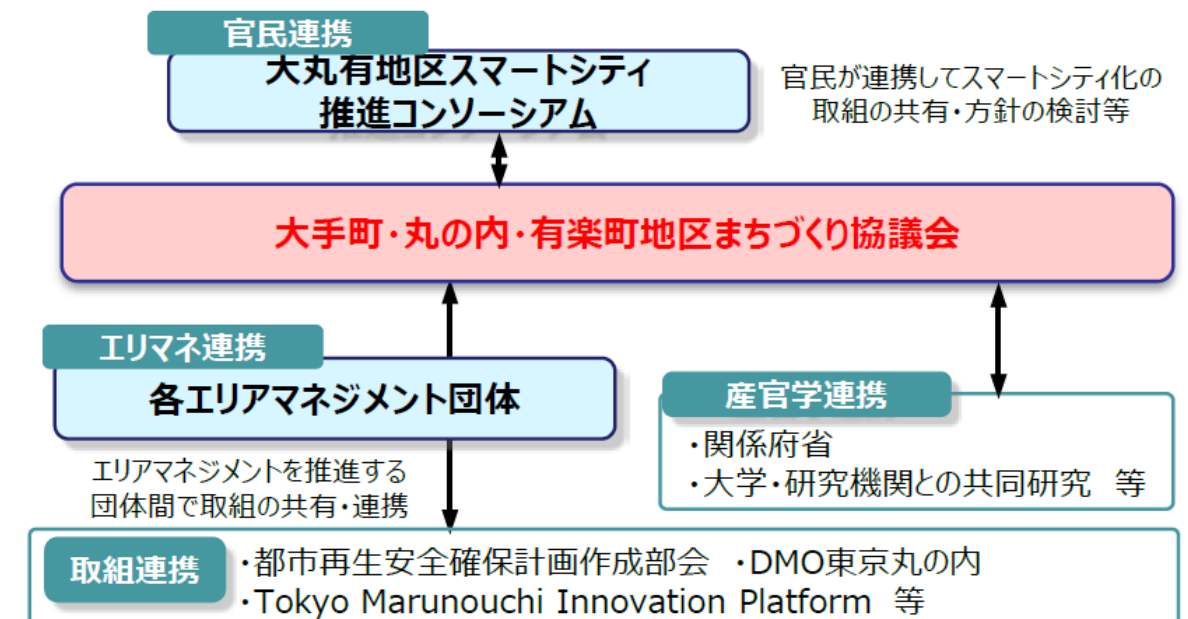 官民連携
大丸有地区スマートシティ
推進コンソーシアム
官民が連携してスマートシティ化の
取組の共有・方針の検討等
大手町・丸の内・有楽町地区まちづくり協議会
エリマネ連携
各エリアマネジメント団体
エリアマネジメントを推進する
団体間で取組の共有・連携
産官学連携
・関係府省
・大学・研究機関との共同研究 等
取組連携
・都市再生安全確保計画作成部会 ・DMO東京丸の内
・Tokyo Marunouchi Innovation Platform 等